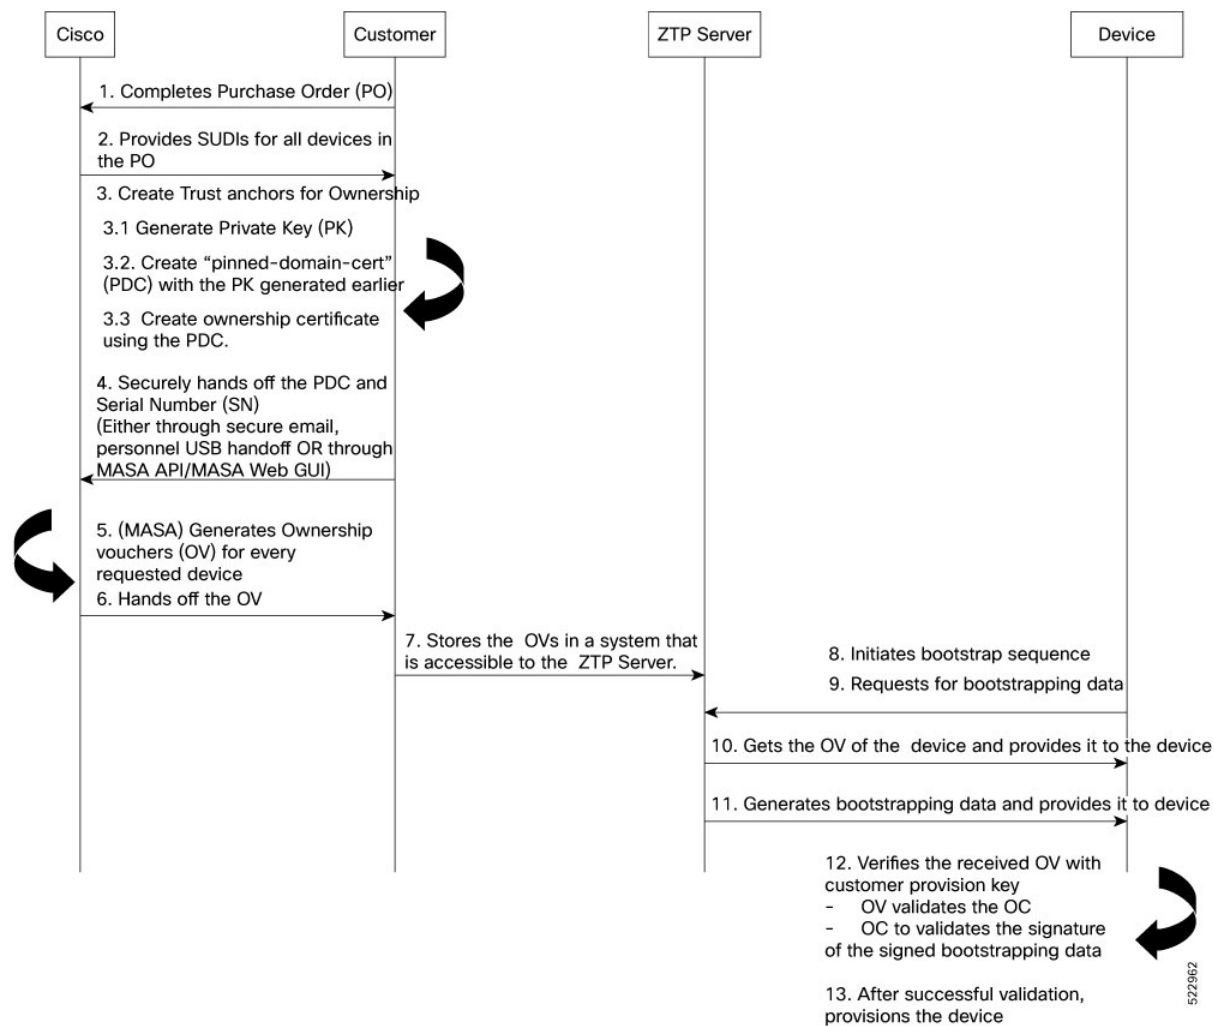 Cisco
Customer
ZTP Server
Device
1. Completes Purchase Order (PO)
2. Provides SUDIs for all devices in
the PO
3. Create Trust anchors for Ownership
3.1 Generate Private Key (PK)
3.2. Create “pinned-domain-cert”
(PDC) with the PK generated earlier
3.3 Create ownership certificate
using the PDC.
4. Securely hands off the PDC and
Serial Number (SN)
(Either through secure email,
personnel USB handoff OR through
MASA API/MASA Web GUI)
5. (MASA) Generates Ownership
vouchers (OV) for every
requested device
6. Hands off the OV
7. Stores the OVs in a system that
is accessible to the ZTP Server.
8. Initiates bootstrap sequence
9. Requests for bootstrapping data
10. Gets the OV of the device and provides it to the device
11. Generates bootstrapping data and provides it to device
12. Verifies the received OV with
customer provision key
- OV validates the OC
- OC to validates the signature
of the signed bootstrapping data
13. After successful validation,
provisions the device
522962